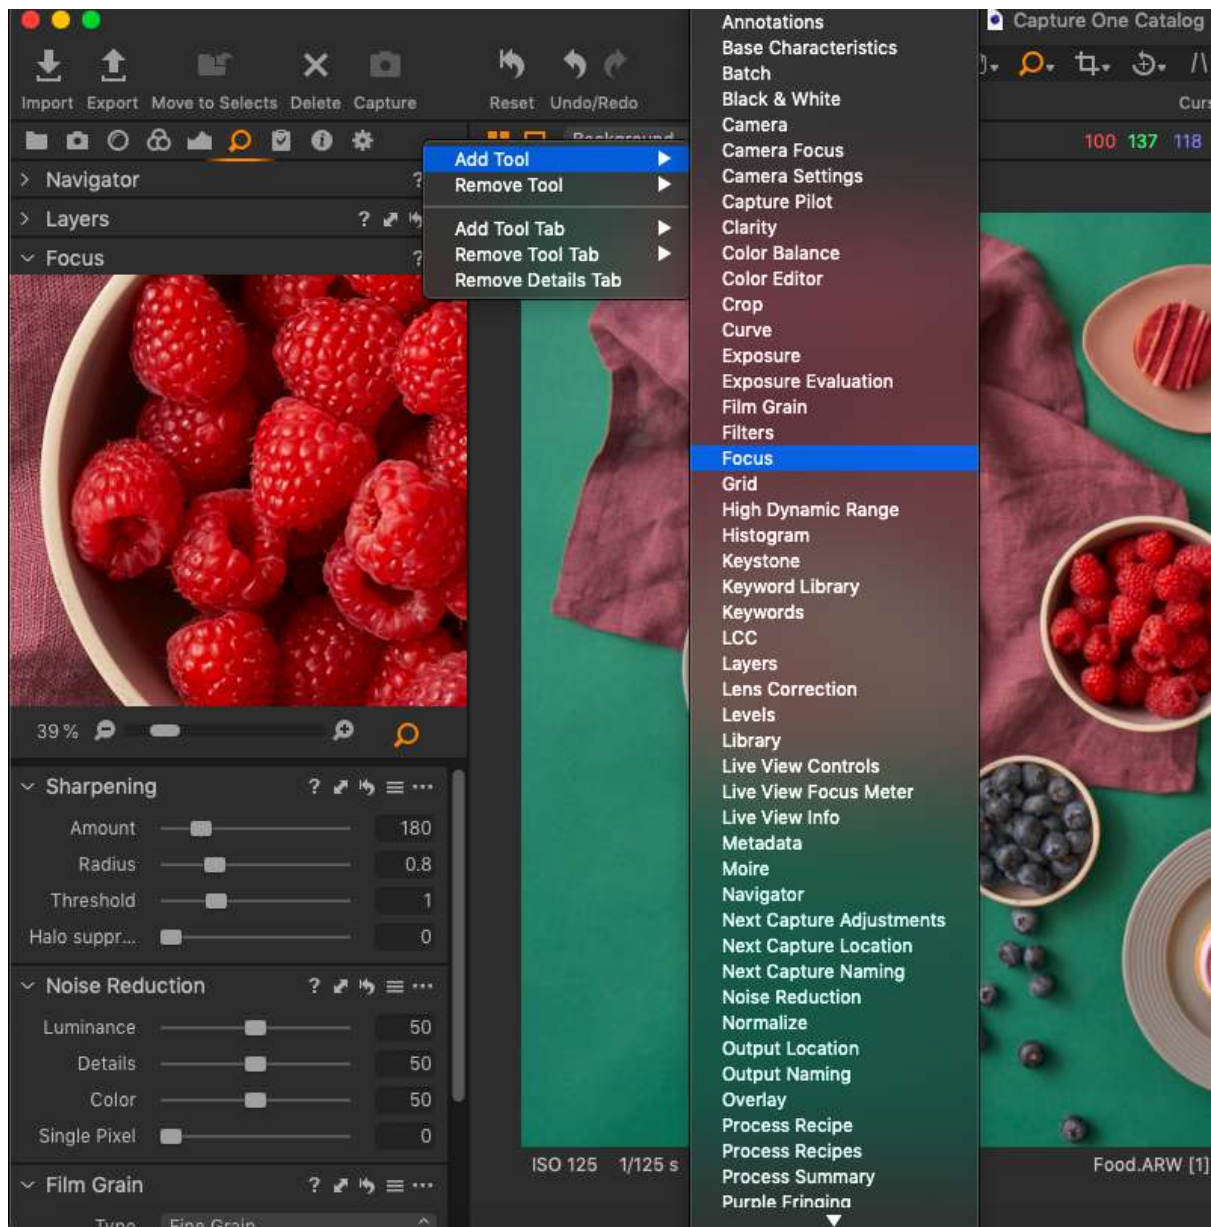 Capture One Catalog
Import Export Move to Selects Delete Capture Reset Undo/Redo
Background
100 137 118
Navigator ?
Layers ?
Focus ?
39%
Sharpening ?
Amount 180
Radius 0.8
Threshold 1
Halo suppr... 0
Noise Reduction ?
Luminance 50
Details 50
Color 50
Single Pixel 0
Film Grain ?
Type Fine Grain
Add Tool
Remove Tool
Add Tool Tab
Remove Tool Tab
Remove Details Tab
Annotations
Base Characteristics
Batch
Black & White
Camera
Camera Focus
Camera Settings
Capture Pilot
Clarity
Color Balance
Color Editor
Crop
Curve
Exposure
Exposure Evaluation
Film Grain
Filters
Focus
Grid
High Dynamic Range
Histogram
Keystone
Keyword Library
Keywords
LCC
Layers
Lens Correction
Levels
Library
Live View Controls
Live View Focus Meter
Live View Info
Metadata
Moire
Navigator
Next Capture Adjustments
Next Capture Location
Next Capture Naming
Noise Reduction
Normalize
Output Location
Output Naming
Overlay
Process Recipe
Process Recipes
Process Summary
Purple Fringing
ISO 125 1/125 s
Food.ARW [1]